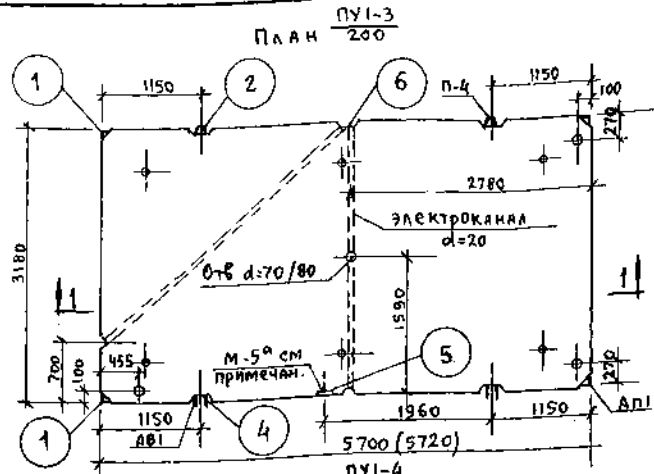 План ПУ1-3
200
1
1150
2
6
П-4
1150
100
270
3180
2780
электроканал
d=20
Отв d=70/80
1590
1
1
700
100
455
М-5а см
примечан.
5
270
1
1150
АВ1
4
1960
1150
АП1
5700 (5720)
ПУ1-4